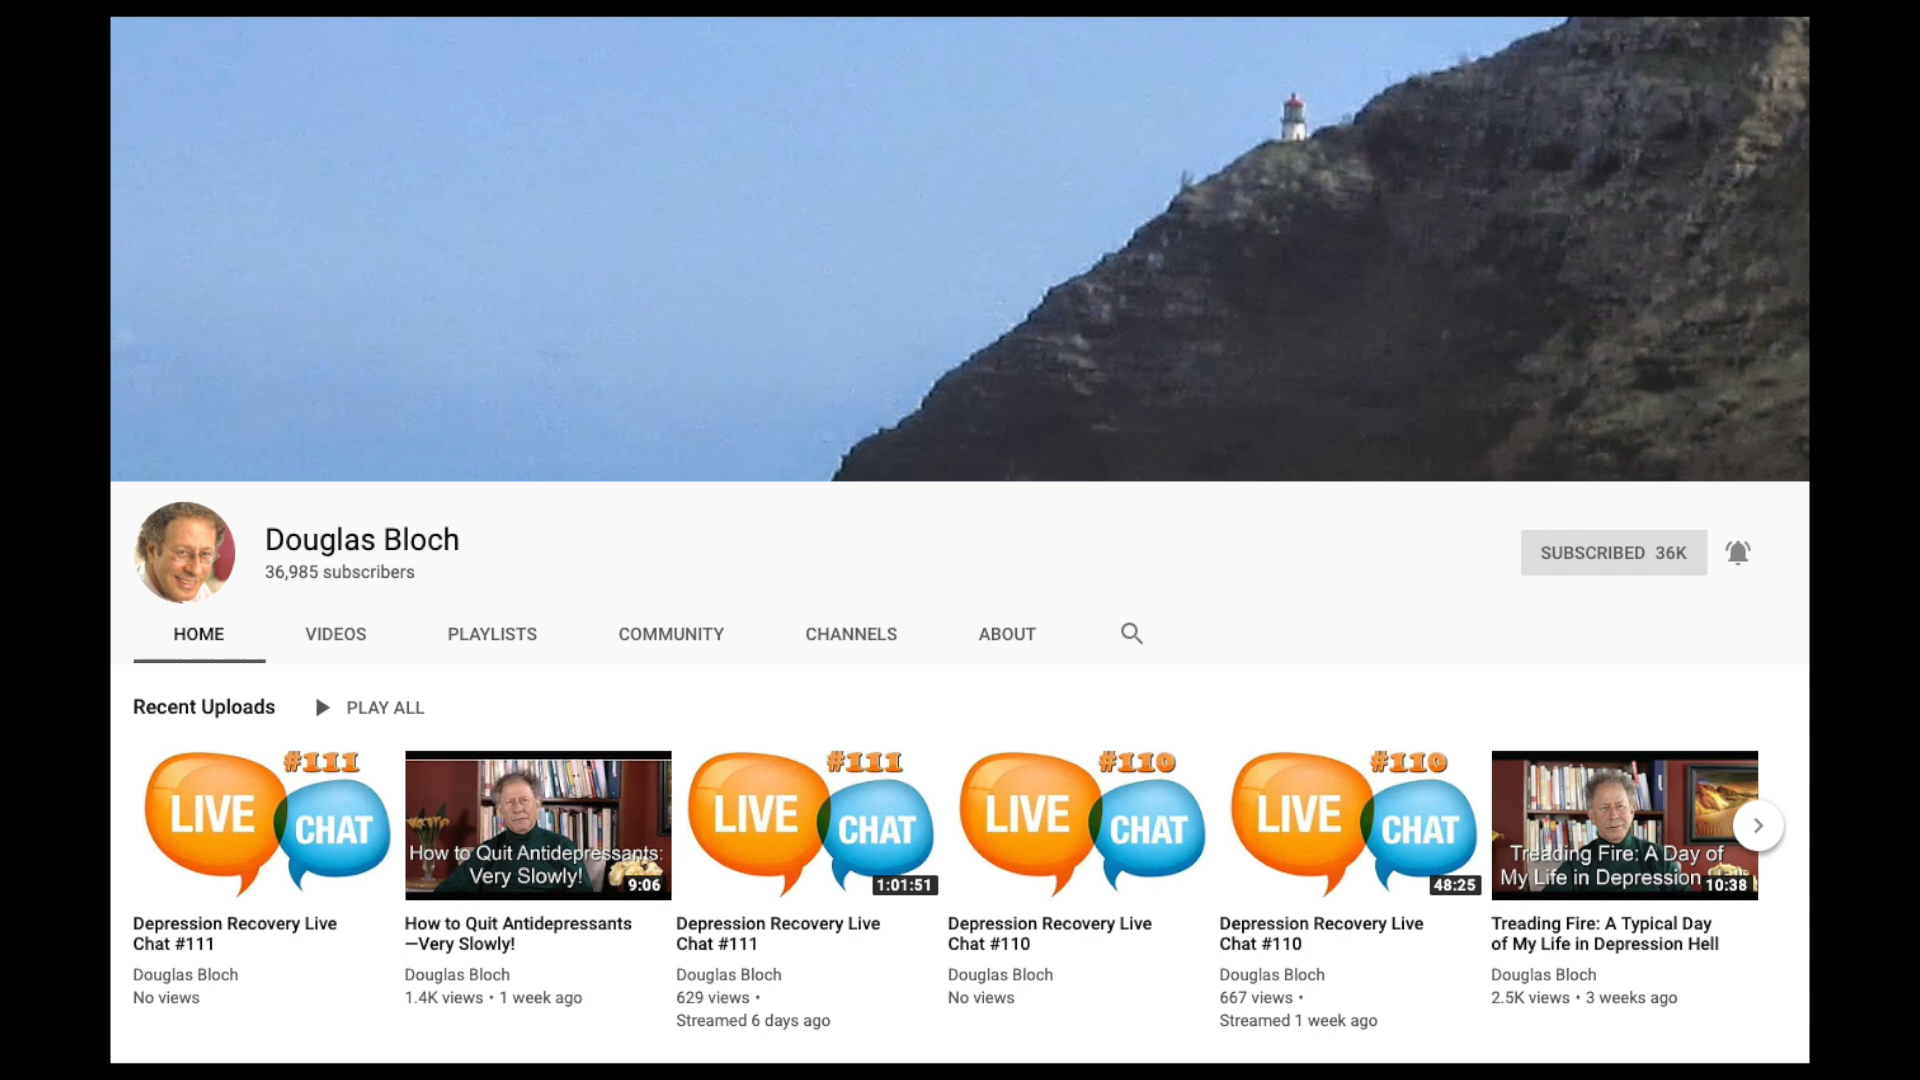 Douglas Bloch
36,985 subscribers
SUBSCRIBED 36K
HOME
VIDEOS
PLAYLISTS
COMMUNITY
CHANNELS
ABOUT
Recent Uploads
PLAY ALL
#111
LIVE
CHAT
Depression Recovery Live
Chat #111
Douglas Bloch
No views
How to Quit Antidepressants:
Very Slowly!
9:06
How to Quit Antidepressants
—Very Slowly!
Douglas Bloch
1.4K views • 1 week ago
#111
LIVE
CHAT
1:01:51
Depression Recovery Live
Chat #111
Douglas Bloch
629 views •
Streamed 6 days ago
#110
LIVE
CHAT
Depression Recovery Live
Chat #110
Douglas Bloch
No views
#110
LIVE
CHAT
48:25
Depression Recovery Live
Chat #110
Douglas Bloch
667 views •
Streamed 1 week ago
Treading Fire: A Day of
My Life in Depression
10:38
Treading Fire: A Typical Day
of My Life in Depression Hell
Douglas Bloch
2.5K views • 3 weeks ago